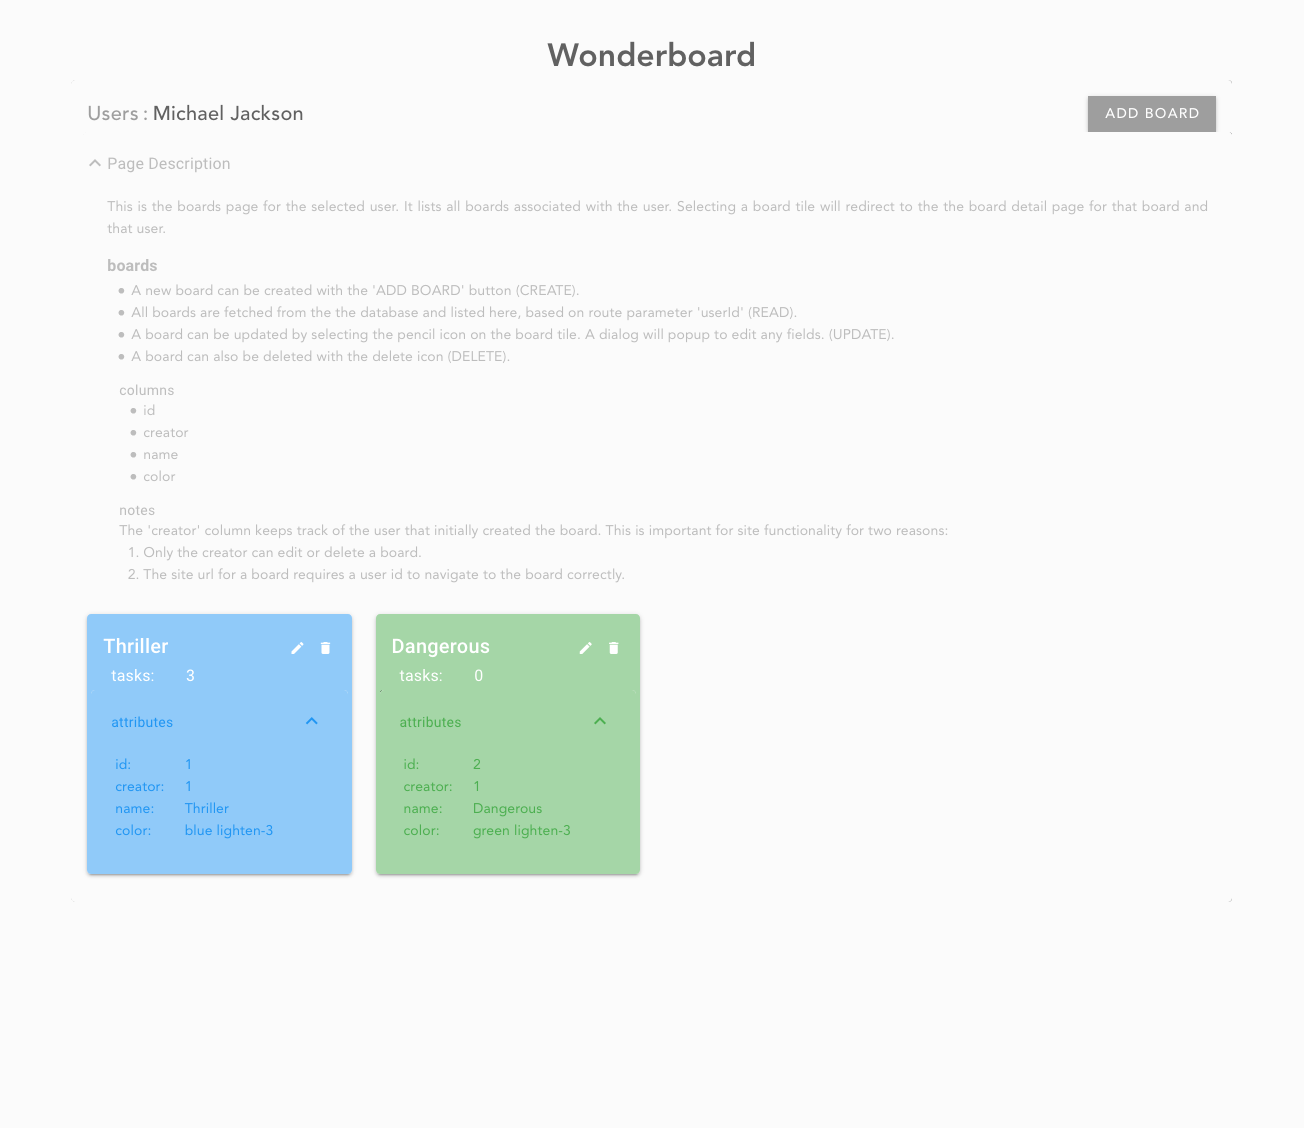 Wonderboard
Users : Michael Jackson
ADD BOARD
Page Description
This is the boards page for the selected user. It lists all boards associated with the user. Selecting a board tile will redirect to the the board detail page for that board and
that user.
boards
• A new board can be created with the 'ADD BOARD' button (CREATE).
• All boards are fetched from the the database and listed here, based on route parameter 'userId' (READ).
• A board can be updated by selecting the pencil icon on the board tile. A dialog will popup to edit any fields. (UPDATE).
• A board can also be deleted with the delete icon (DELETE).
columns
• id
• creator
• name
• color
notes
The 'creator' column keeps track of the user that initially created the board. This is important for site functionality for two reasons:
1. Only the creator can edit or delete a board.
2. The site url for a board requires a user id to navigate to the board correctly.
Thriller
tasks: 3
attributes
id: 1
creator: 1
name: Thriller
color: blue lighten-3
Dangerous
tasks: 0
attributes
id: 2
creator: 1
name: Dangerous
color: green lighten-3